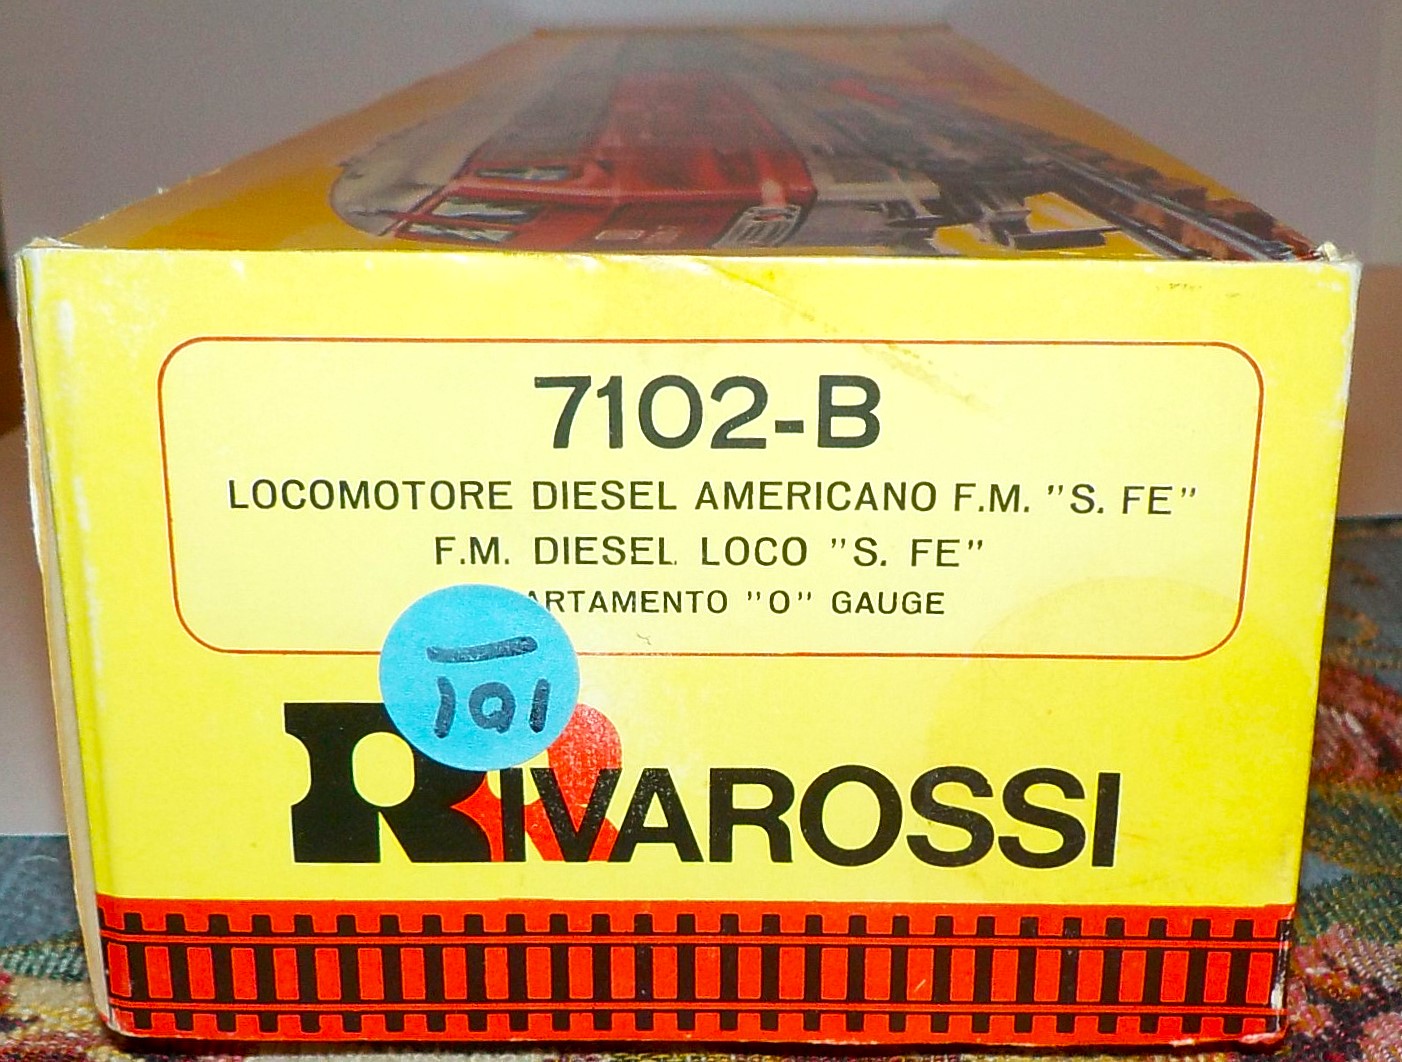 7102-B
LOCOMOTORE DIESEL AMERICANO F.M. "S. FE"
F.M. DIESEL LOCO "S. FE"
ARTAMENTO "O" GAUGE
101
RIVAROSSI